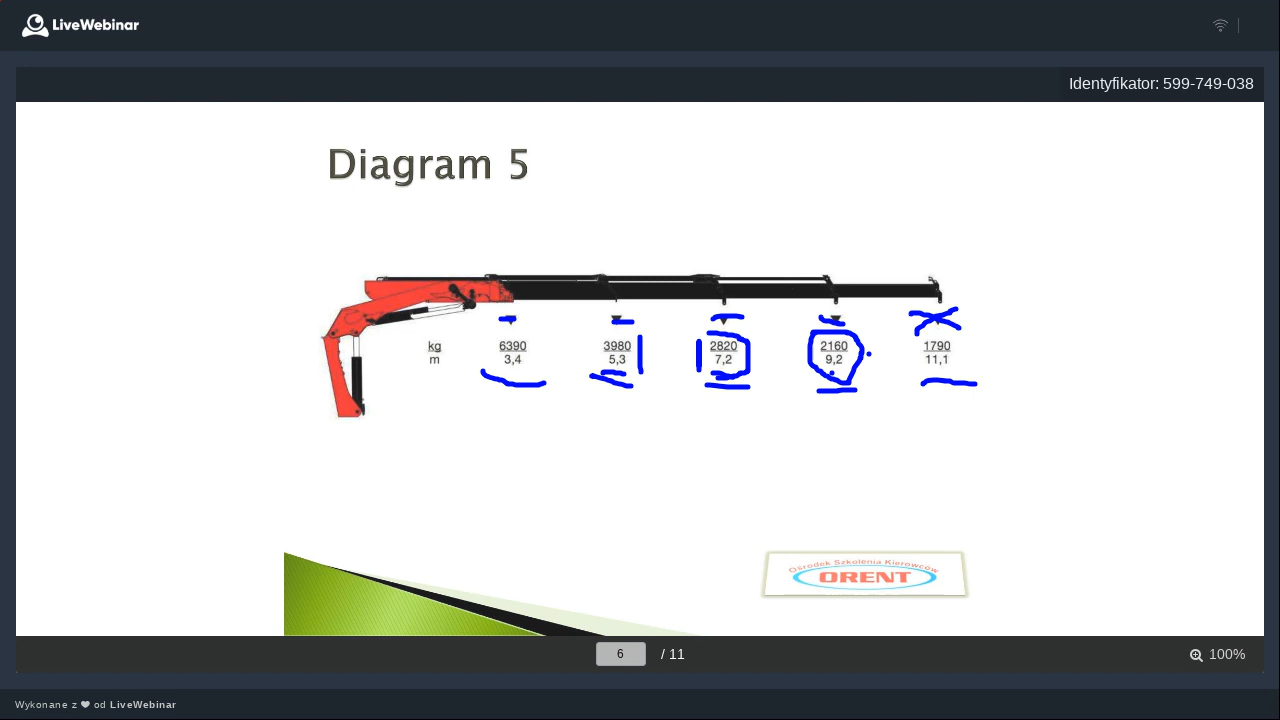 LiveWebinar
Identyfikator: 599-749-038
Diagram 5
kg 6390 3980 2820 2160 1790
m 3,4 5,3 7,2 9,2 11,1
Ośrodek Szkolenia Kierowców
ORENT
6 / 11
100%
Wykonane z ❤ od LiveWebinar